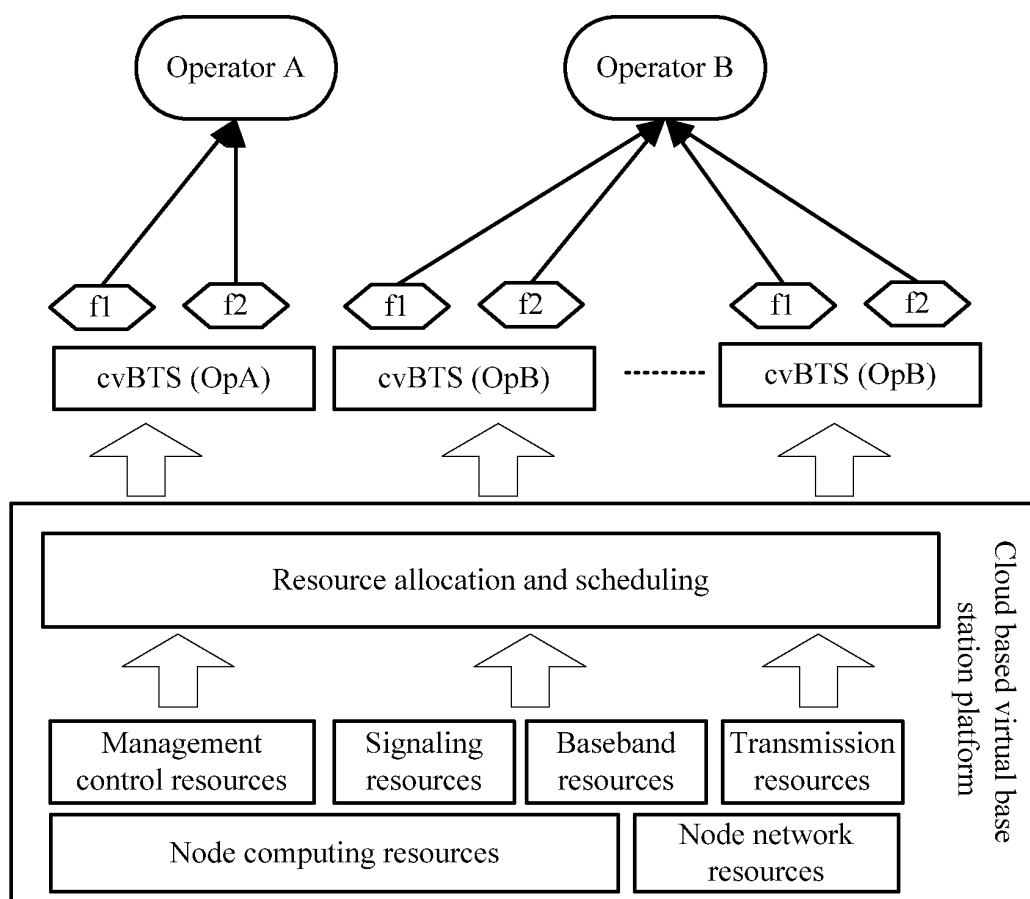 Operator A
Operator B
f1
f2
f1
f2
f1
f2
cvBTS (OpA)
cvBTS (OpB)
cvBTS (OpB)
Resource allocation and scheduling
Cloud based virtual base
station platform
Management
control resources
Signaling
resources
Baseband
resources
Transmission
resources
Node computing resources
Node network
resources